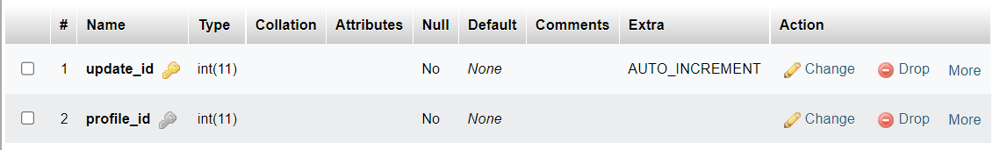 # Name Type Collation Attributes Null Default Comments Extra Action
1 update_id int(11) No None AUTO_INCREMENT Change Drop More
2 profile_id int(11) No None Change Drop More